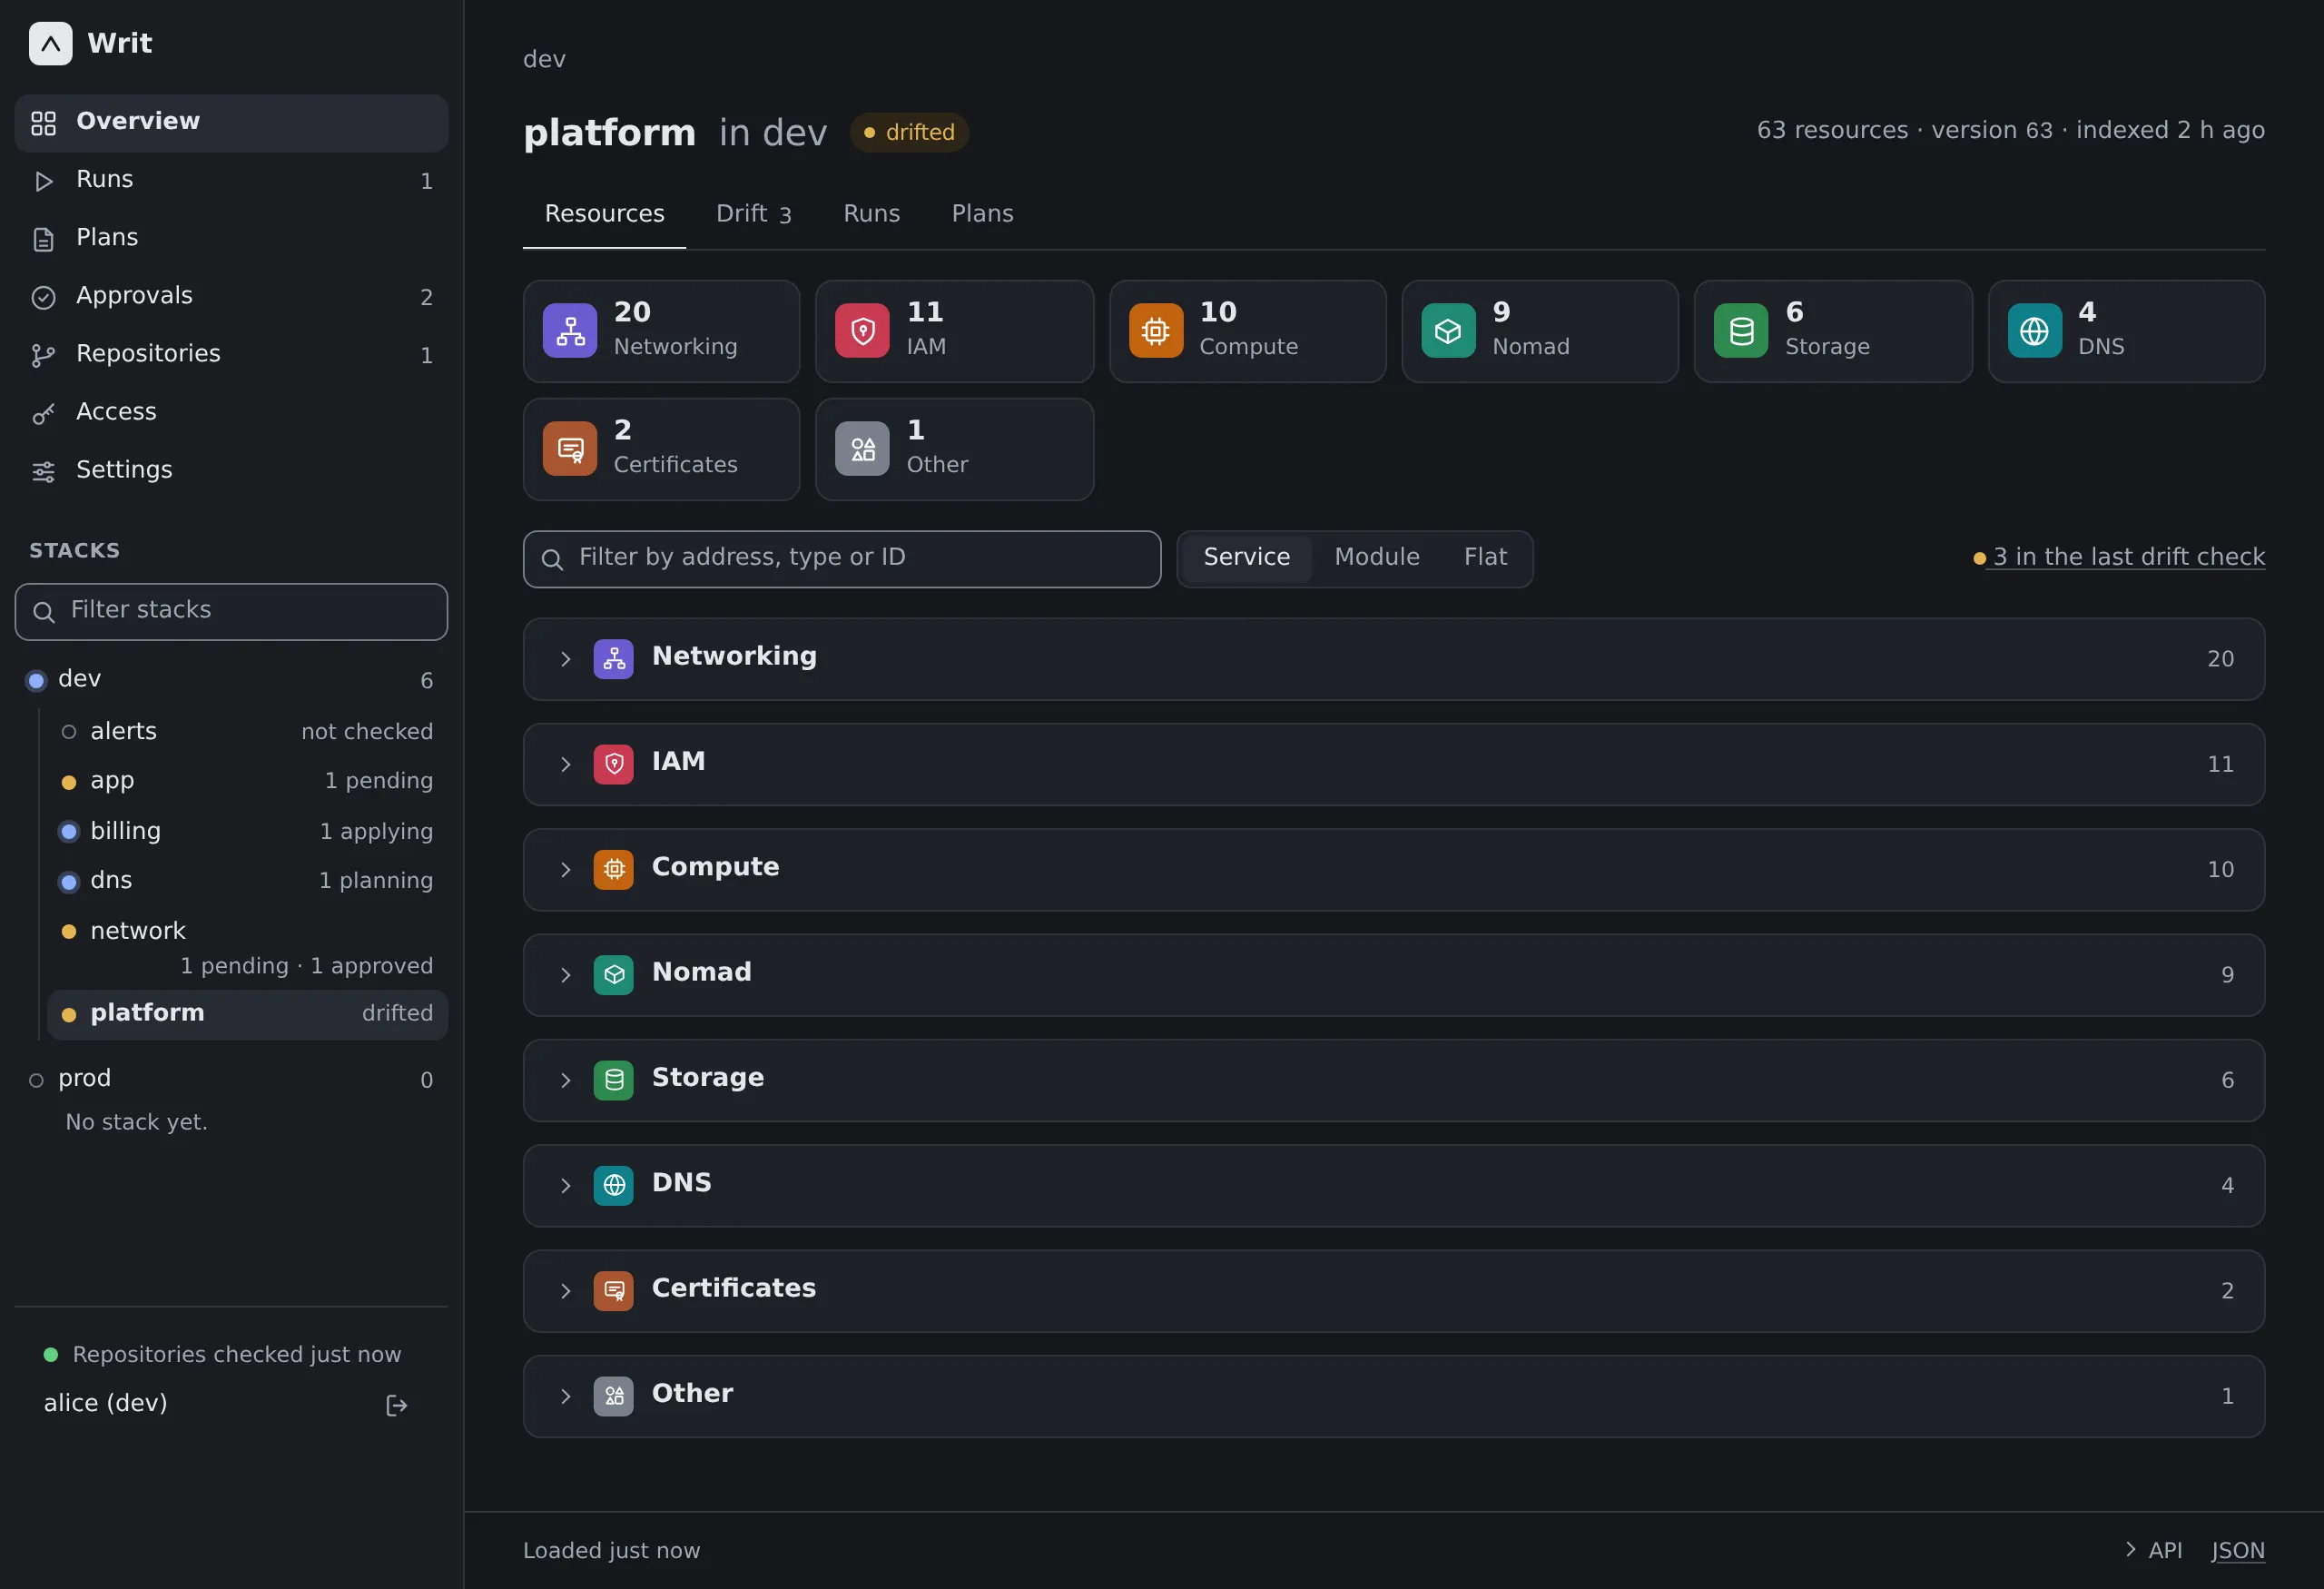 Writ
Overview
Runs 1
Plans
Approvals 2
Repositories 1
Access
Settings
STACKS
Filter stacks
dev 6
alerts not checked
app 1 pending
billing 1 applying
dns 1 planning
network
1 pending · 1 approved
platform drifted
prod 0
No stack yet.
Repositories checked just now
alice (dev)
dev
platform in dev drifted
63 resources · version 63 · indexed 2 h ago
Resources Drift 3 Runs Plans
20
Networking
11
IAM
10
Compute
9
Nomad
6
Storage
4
DNS
2
Certificates
1
Other
Filter by address, type or ID
Service Module Flat
3 in the last drift check
Networking 20
IAM 11
Compute 10
Nomad 9
Storage 6
DNS 4
Certificates 2
Other 1
Loaded just now
API JSON